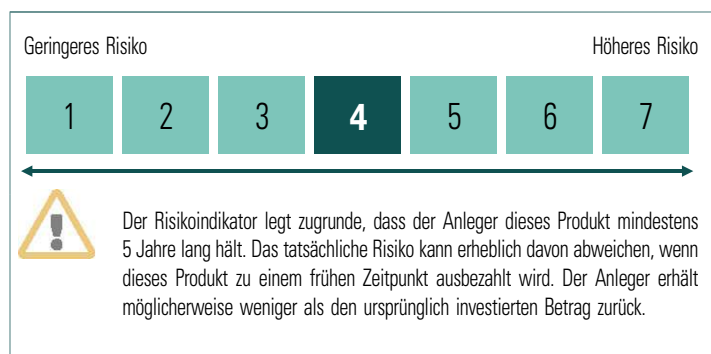 Geringeres Risiko Höheres Risiko
1 2 3 4 5 6 7
Der Risikoindikator legt zugrunde, dass der Anleger dieses Produkt mindestens
5 Jahre lang hält. Das tatsächliche Risiko kann erheblich davon abweichen, wenn
dieses Produkt zu einem frühen Zeitpunkt ausbezahlt wird. Der Anleger erhält
möglicherweise weniger als den ursprünglich investierten Betrag zurück.